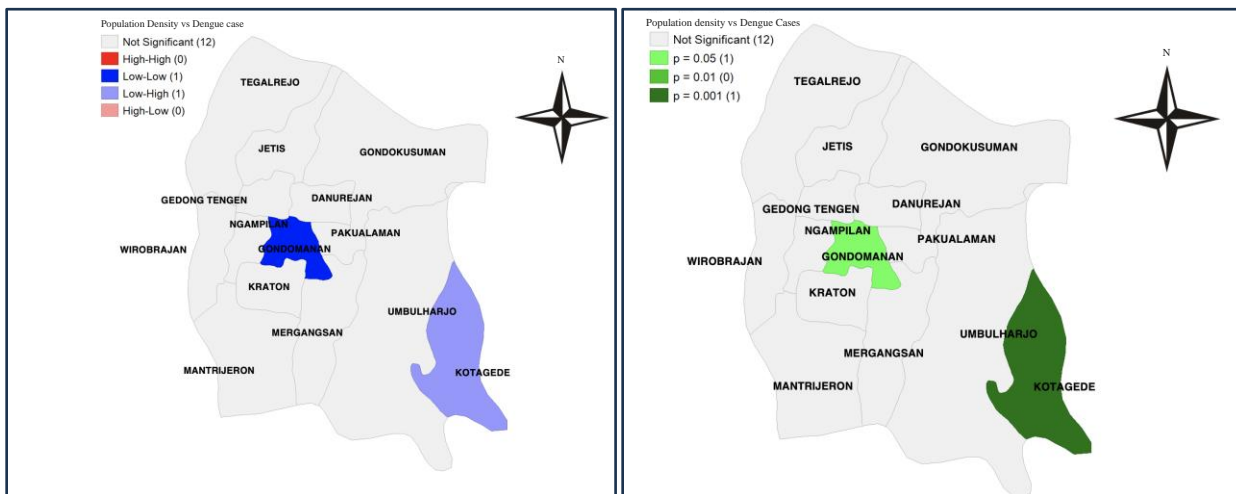 Population Density vs Dengue case
Not Significant (12)
High-High (0)
Low-Low (1)
Low-High (1)
High-Low (0)
N
TEGALREJO
JETIS
GONDOKUSUMAN
GEDONG TENGEN
DANUREJAN
NGAMPILAN
PAKUALAMAN
WIROBRAJAN
GONDOMANAN
KRATON
UMBULHARJO
MERGANGSAN
MANTRIJERON
KOTAGEDE
Population density vs Dengue Cases
Not Significant (12)
p = 0.05 (1)
p = 0.01 (0)
p = 0.001 (1)
N
TEGALREJO
JETIS
GONDOKUSUMAN
GEDONG TENGEN
DANUREJAN
NGAMPILAN
PAKUALAMAN
WIROBRAJAN
GONDOMANAN
KRATON
UMBULHARJO
MERGANGSAN
MANTRIJERON
KOTAGEDE